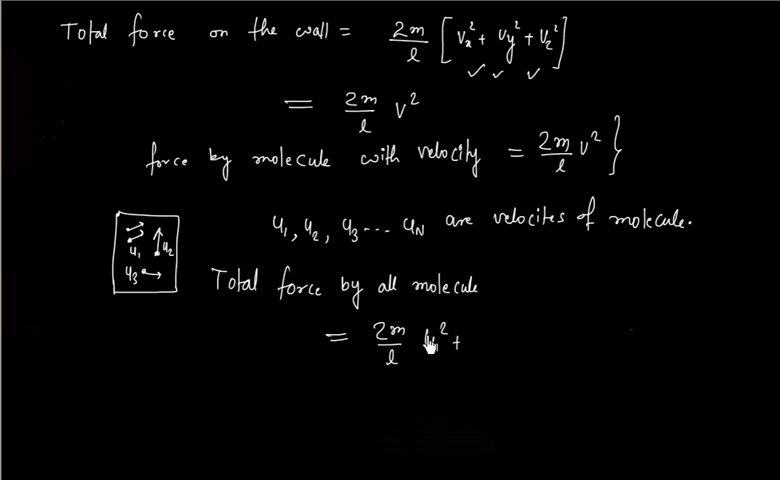 Total force on the wall = 2m/l [vx² + vy² + vz²]
= 2m/l v²
force by molecule with velocity = 2m/l v² }
u1, u2, u3 ... uN are velocites of molecule.
u1 u2
u3
Total force by all molecule
= 2m/l u² +